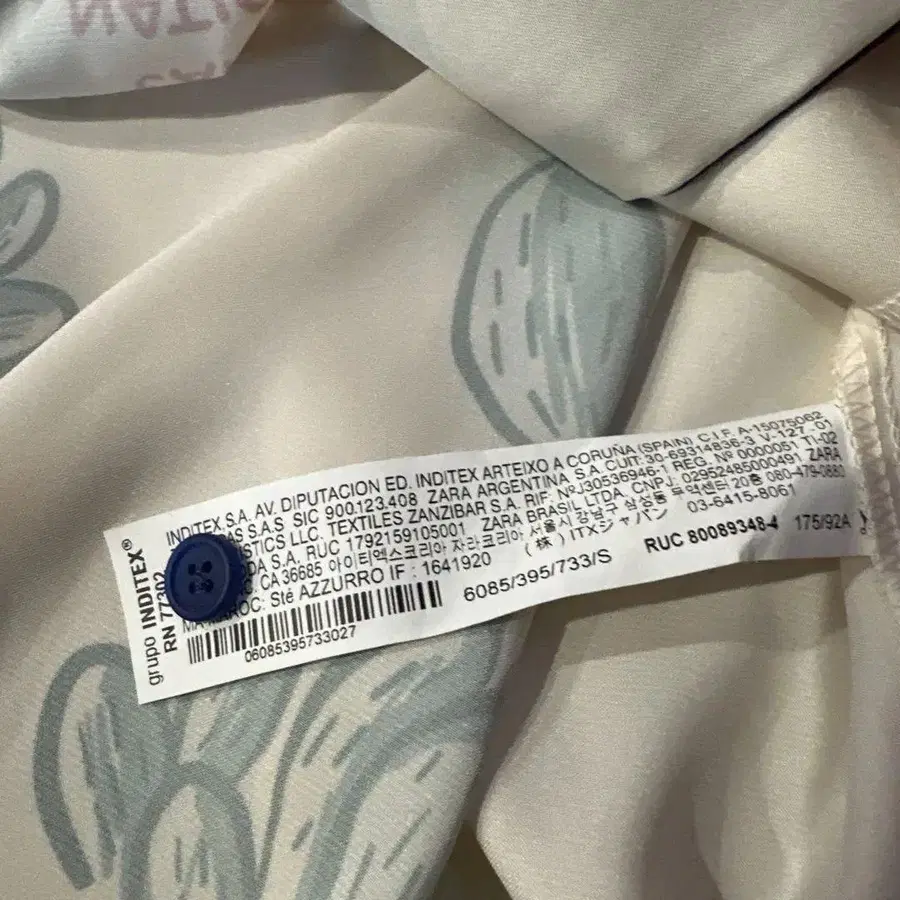 grupo INDITEX®
RN 77302
INDITEX,S.A. AV. DIPUTACION ED. INDITEX ARTEIXO A CORUÑA (SPAIN) C.I.F. A-15075062
S.A.S SIC 900.123.408 ZARA ARGENTINA S.A CUIT: 30-69314836-3 V-127-01
LLC. TEXTILES ZANZIBAR S.A. RIF: NºJ30536946-1 REG. Nº 0000051 TI-02
S.A. RUC 1792159105001 ZARA BRASIL LTDA. CNPJ. 02952485000491 ZARA
CA 36685 아이티엑스코리아 자라코리아 서울시 강남구 삼성동 무역센터 20층 080-479-0880
Sté AZZURRO IF : 1641920 (株) ITXジャパン 03-6415-8061
06085395733027
6085/395/733/S
RUC 80089348-4
175/92A